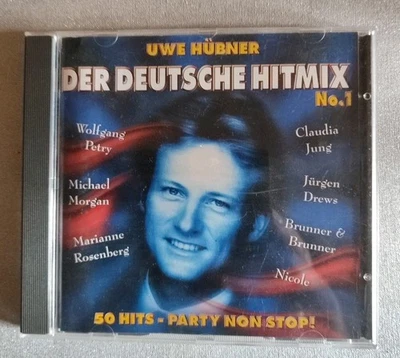 UWE HÜBNER
DER DEUTSCHE HITMIX
No.1
Wolfgang
Petry
Michael
Morgan
Marianne
Rosenberg
Claudia
Jung
Jürgen
Drews
Brunner &
Brunner
Nicole
50 HITS - PARTY NON STOP!